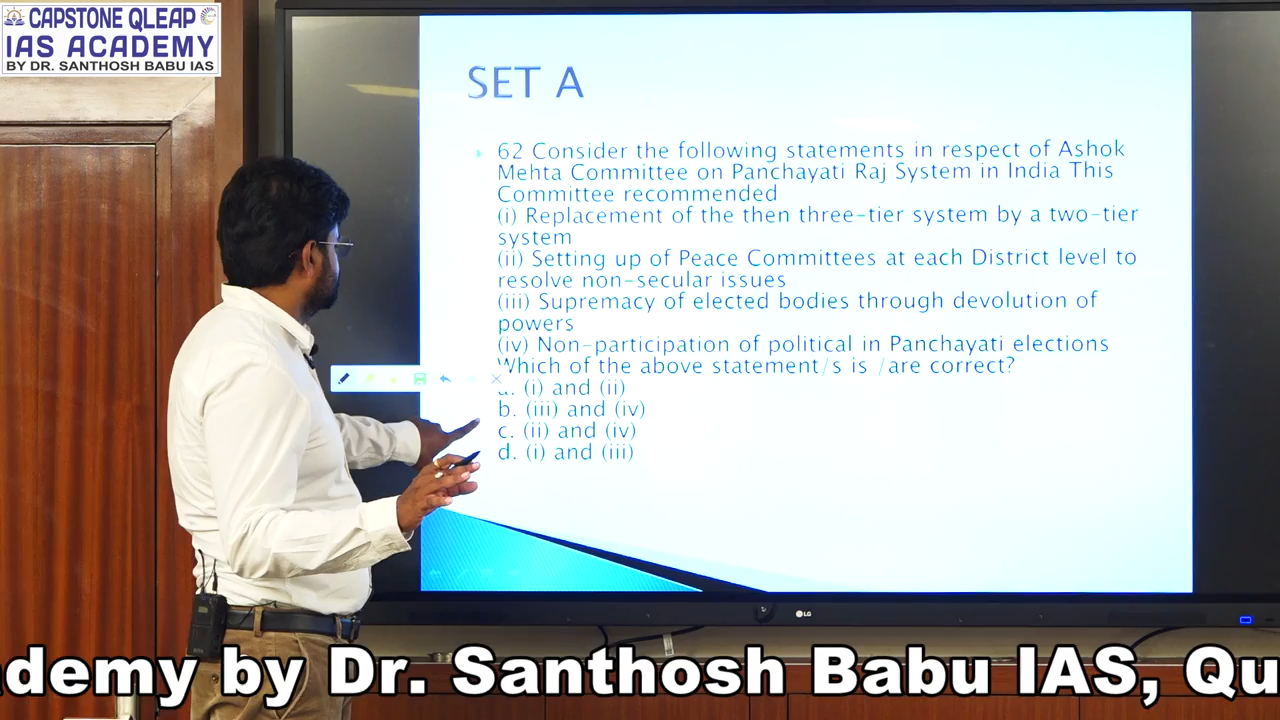 CAPSTONE QLEAP
IAS ACADEMY
BY DR. SANTHOSH BABU IAS
SET A
62 Consider the following statements in respect of Ashok
Mehta Committee on Panchayati Raj System in India This
Committee recommended
(i) Replacement of the then three-tier system by a two-tier
system
(ii) Setting up of Peace Committees at each District level to
resolve non-secular issues
(iii) Supremacy of elected bodies through devolution of
powers
(iv) Non-participation of political in Panchayati elections
Which of the above statement/s is /are correct?
a. (i) and (ii)
b. (iii) and (iv)
c. (ii) and (iv)
d. (i) and (iii)
LG
ademy by Dr. Santhosh Babu IAS, Qu